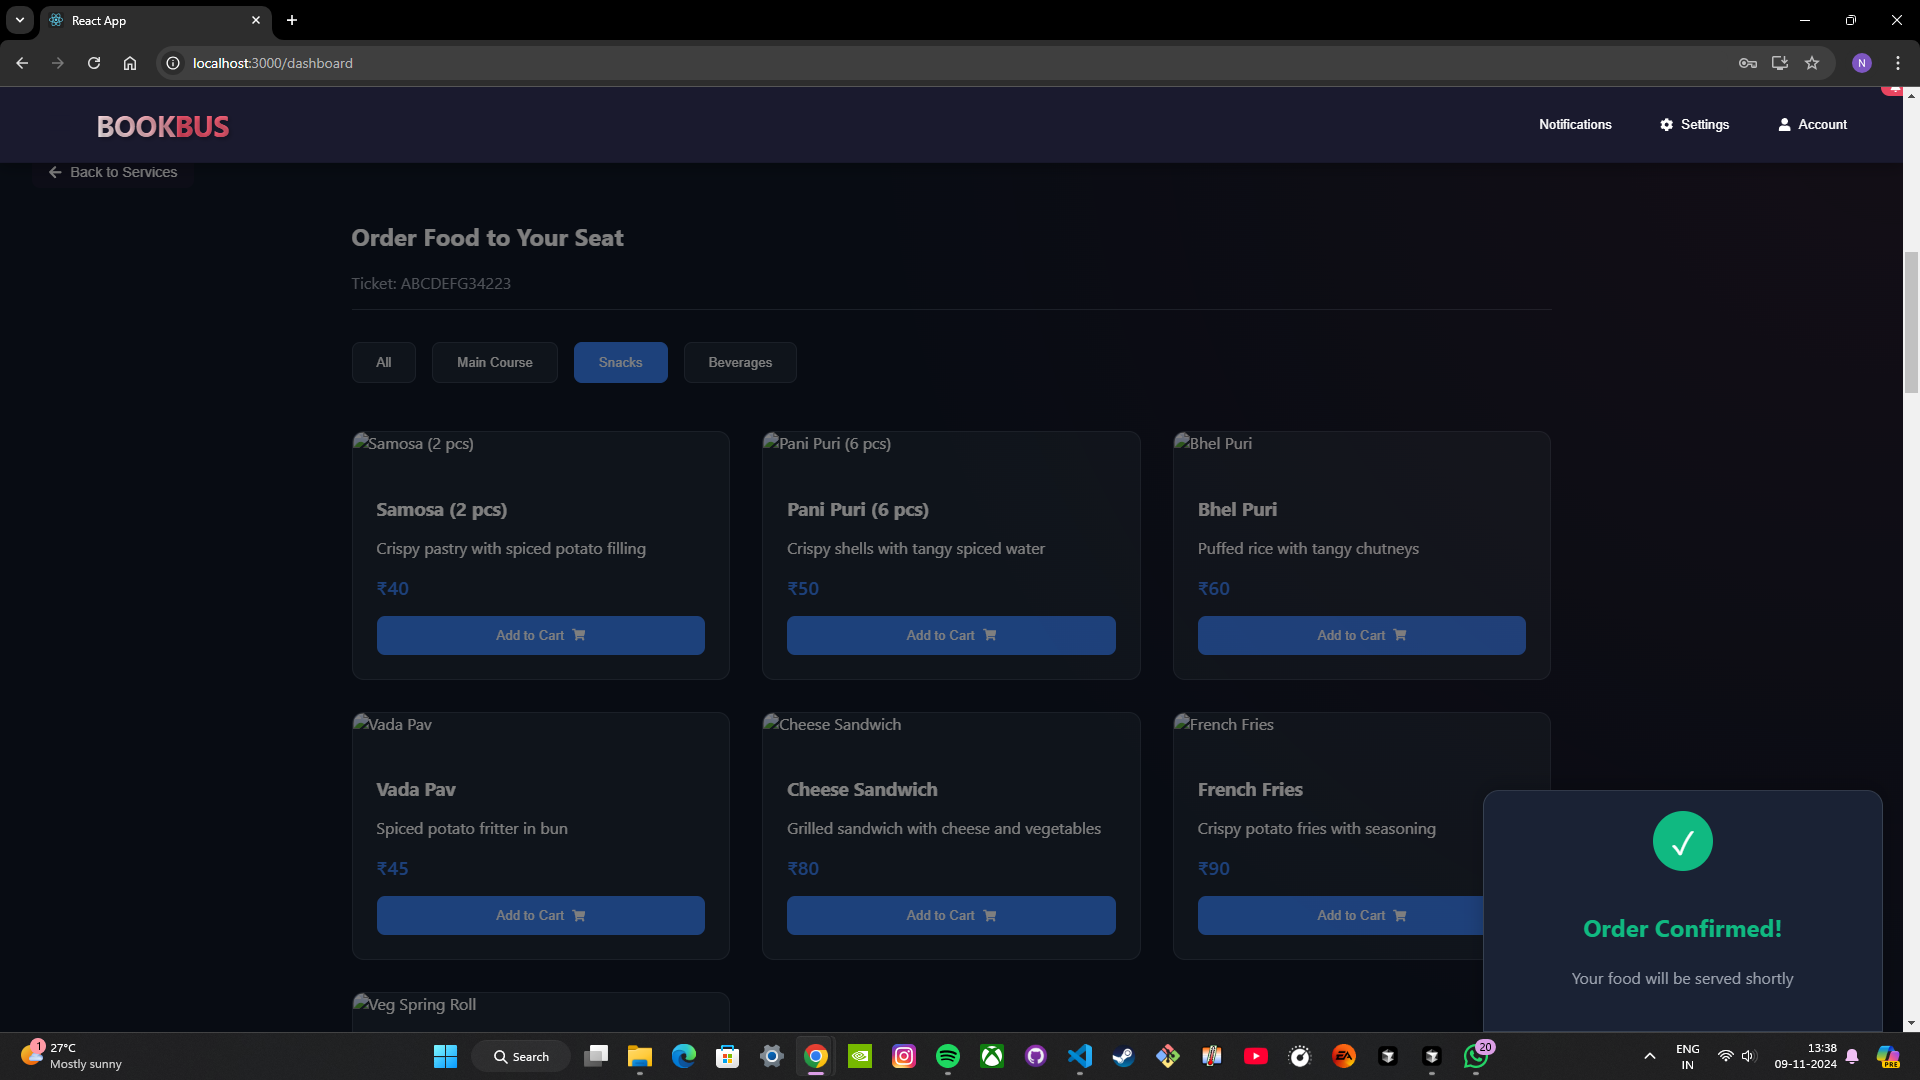 React App
localhost:3000/dashboard
N
BOOKBUS
Notifications
Settings
Account
Back to Services
Order Food to Your Seat
Ticket: ABCDEFG34223
All
Main Course
Snacks
Beverages
Samosa (2 pcs)
Pani Puri (6 pcs)
Bhel Puri
Samosa (2 pcs)
Pani Puri (6 pcs)
Bhel Puri
Crispy pastry with spiced potato filling
Crispy shells with tangy spiced water
Puffed rice with tangy chutneys
₹40
₹50
₹60
Add to Cart
Add to Cart
Add to Cart
Vada Pav
Cheese Sandwich
French Fries
Vada Pav
Cheese Sandwich
French Fries
Spiced potato fritter in bun
Grilled sandwich with cheese and vegetables
Crispy potato fries with seasoning
₹45
₹80
₹90
Add to Cart
Add to Cart
Add to Cart
Veg Spring Roll
Order Confirmed!
Your food will be served shortly
1
27°C
Mostly sunny
Search
EA
20
ENG
IN
13:38
09-11-2024
PRE